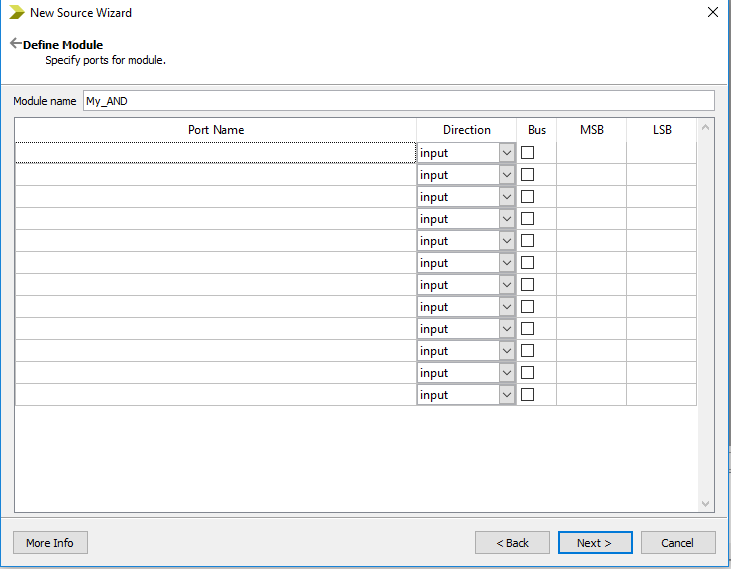 New Source Wizard
Define Module
Specify ports for module.
Module name My_AND
Port Name Direction Bus MSB LSB
input
input
input
input
input
input
input
input
input
input
input
input
More Info < Back Next > Cancel